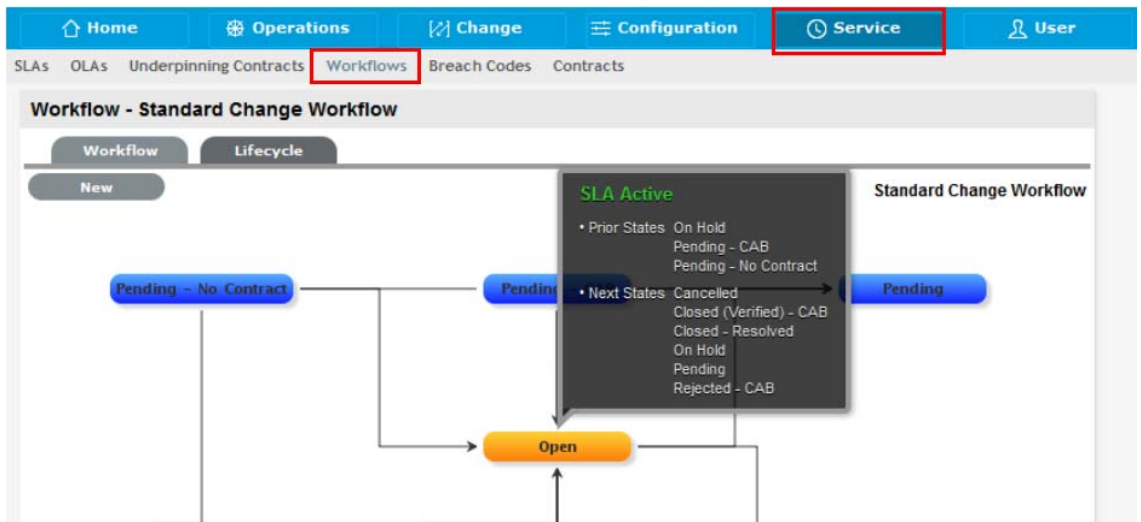 Home Operations Change Configuration Service User
SLAs OLAs Underpinning Contracts Workflows Breach Codes Contracts
Workflow - Standard Change Workflow
Workflow Lifecycle
New
Standard Change Workflow
SLA Active
• Prior States On Hold
Pending - CAB
Pending - No Contract
• Next States Cancelled
Closed (Verified) - CAB
Closed - Resolved
On Hold
Pending
Rejected - CAB
Pending - No Contract
Pending
Open